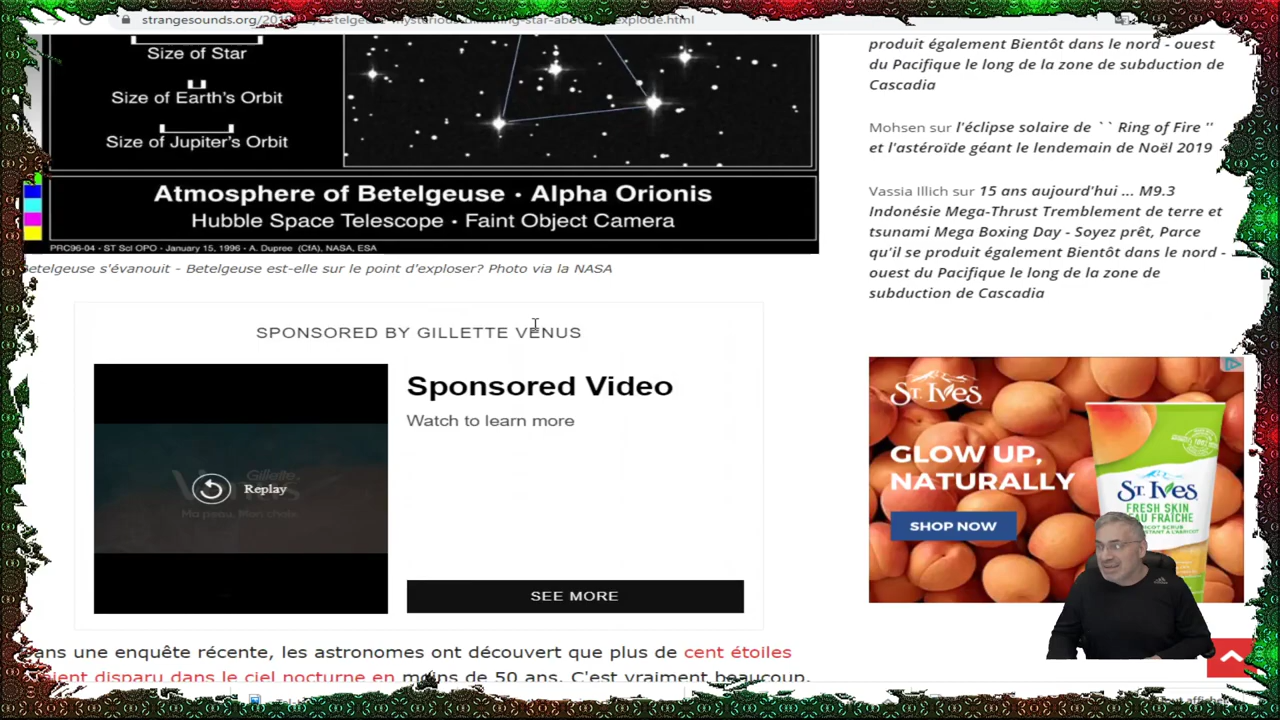 strangesounds.org/201
Size of Star
Size of Earth's Orbit
Size of Jupiter's Orbit
Atmosphere of Betelgeuse · Alpha Orionis
Hubble Space Telescope · Faint Object Camera
PRC96-04 · ST ScI OPO · January 15, 1996 · A. Dupree (CfA), NASA, ESA
s'évanouit - Betelgeuse est-elle sur le point d'exploser? Photo via la NASA
SPONSORED BY GILLETTE VENUS
Gillette
Replay
Ma peau. Mon choix.
Sponsored Video
Watch to learn more
SEE MORE
ans une enquête récente, les astronomes ont découvert que plus de cent étoiles
disparu dans le ciel nocturne en moins de 50 ans. C'est vraiment beaucoup.
produit également Bientôt dans le nord - ouest
du Pacifique le long de la zone de subduction de
Cascadia
Mohsen sur l'éclipse solaire de `` Ring of Fire ''
et l'astéroïde géant le lendemain de Noël 2019
Vassia Illich sur 15 ans aujourd'hui ... M9.3
Indonésie Mega-Thrust Tremblement de terre et
tsunami Mega Boxing Day - Soyez prêt, Parce
qu'il se produit également Bientôt dans le nord -
ouest du Pacifique le long de la zone de
subduction de Cascadia
ST. IVES
GLOW UP,
NATURALLY
SHOP NOW
ST. IVES
FRESH SKIN